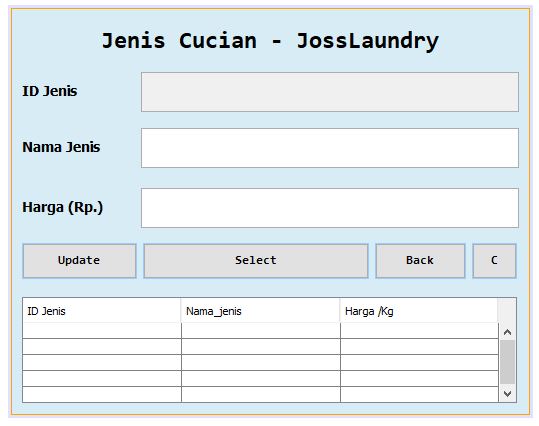 Jenis Cucian - JossLaundry
ID Jenis
Nama Jenis
Harga (Rp.)
Update Select Back C
ID Jenis Nama_jenis Harga /Kg